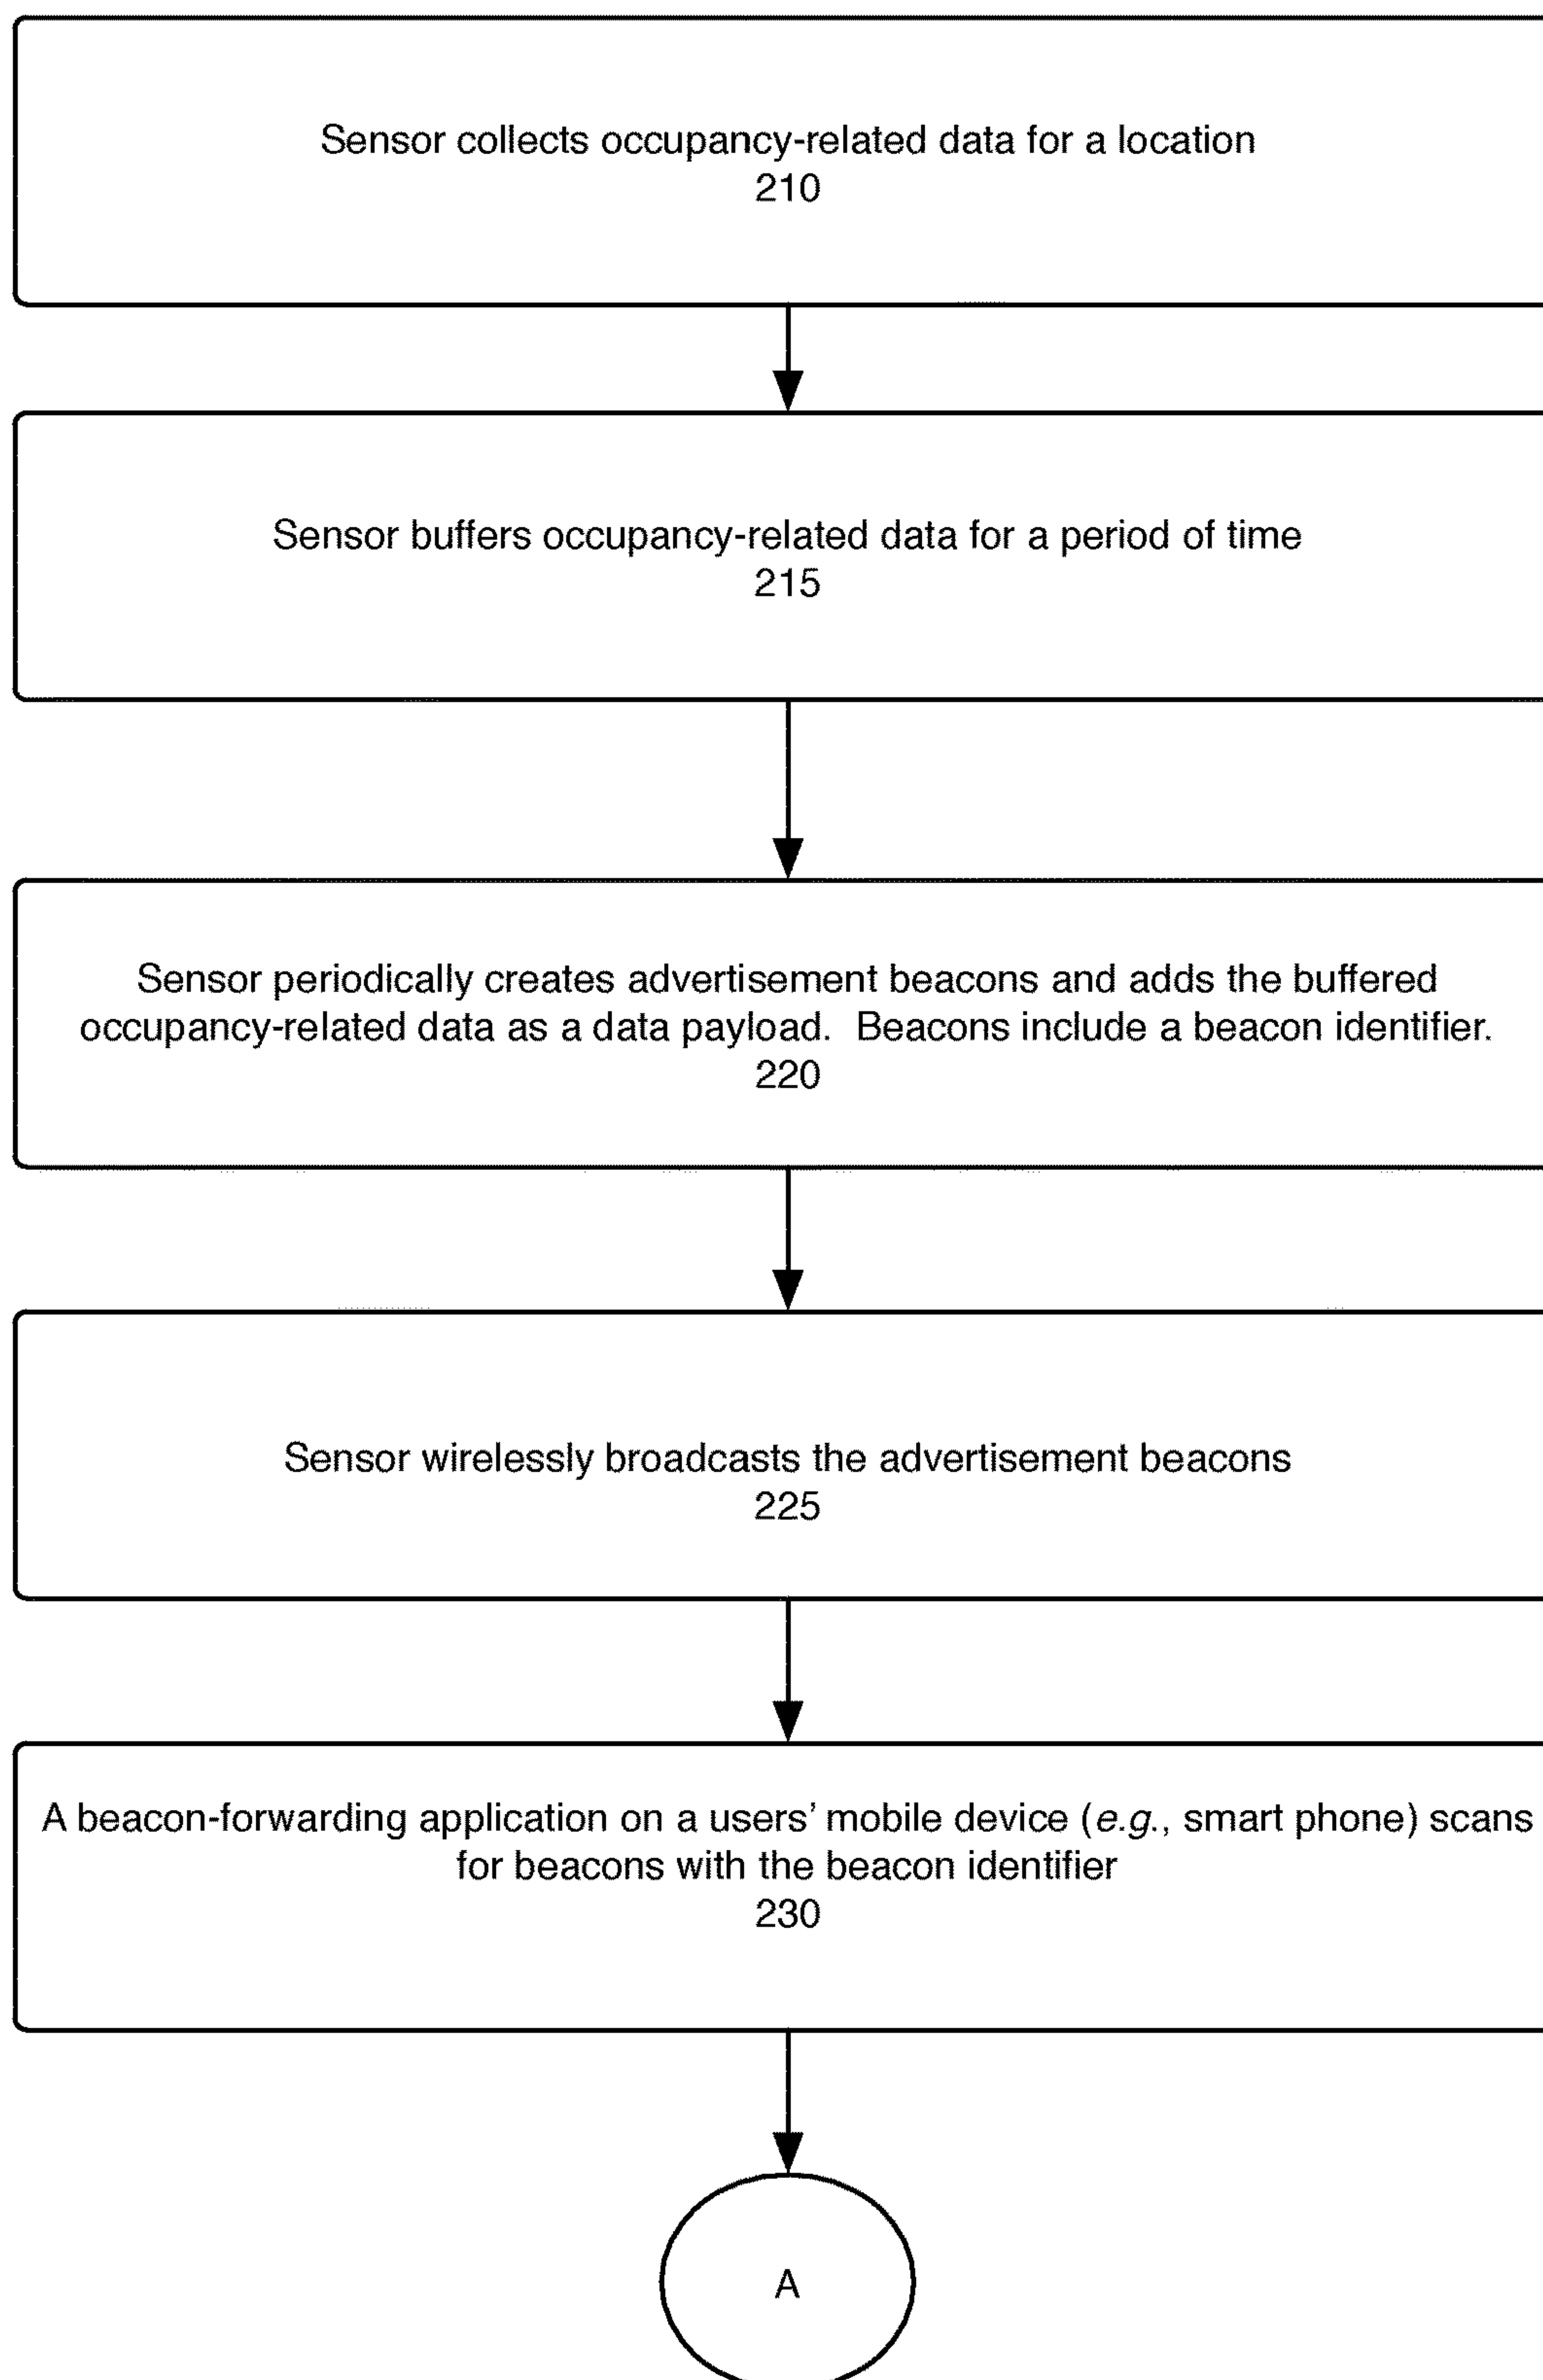 Sensor collects occupancy-related data for a location
210
Sensor buffers occupancy-related data for a period of time
215
Sensor periodically creates advertisement beacons and adds the buffered
occupancy-related data as a data payload.  Beacons include a beacon identifier.
220
Sensor wirelessly broadcasts the advertisement beacons
225
A beacon-forwarding application on a users’ mobile device (e.g., smart phone) scans
for beacons with the beacon identifier
230
A